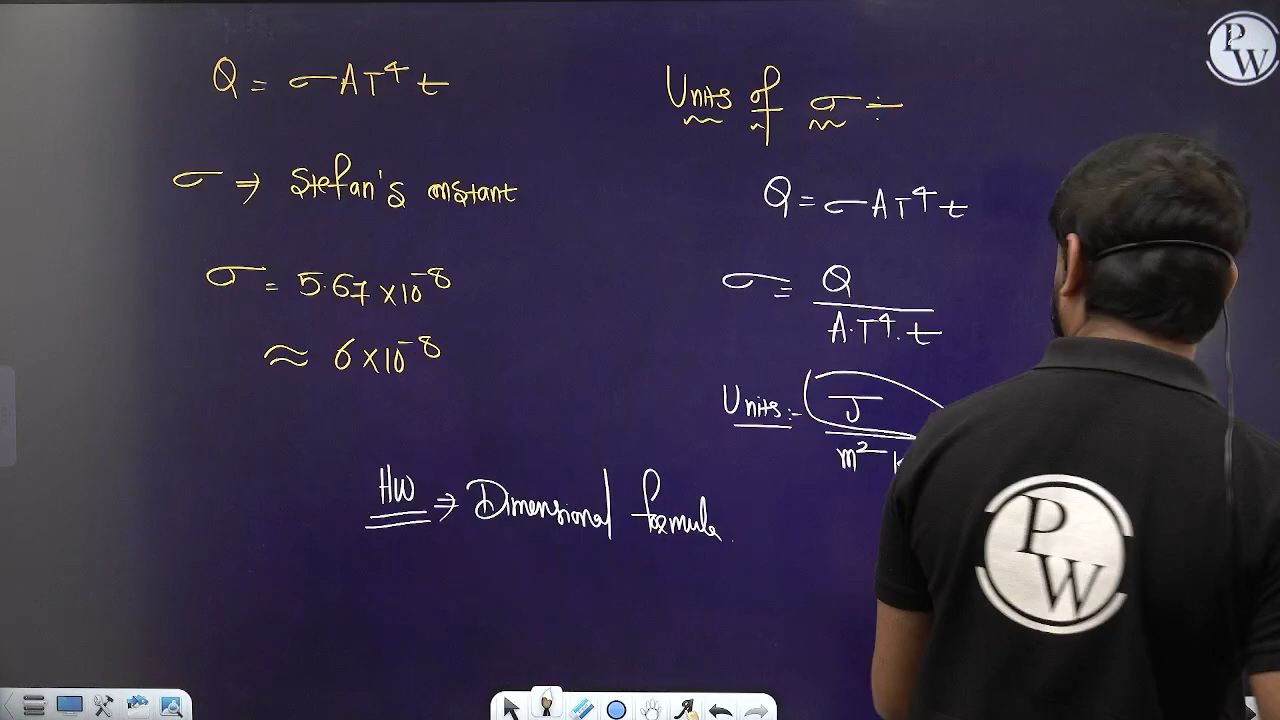 Q = σAT⁴t
σ ⇒ Stefan's constant
σ = 5.67 × 10⁻⁸
≈ 6 × 10⁻⁸
HW ⇒ Dimensional formula
Units of σ ÷
Q = σAT⁴t
σ = Q
A.T⁴.t
Units:- J
m²
PW
PW